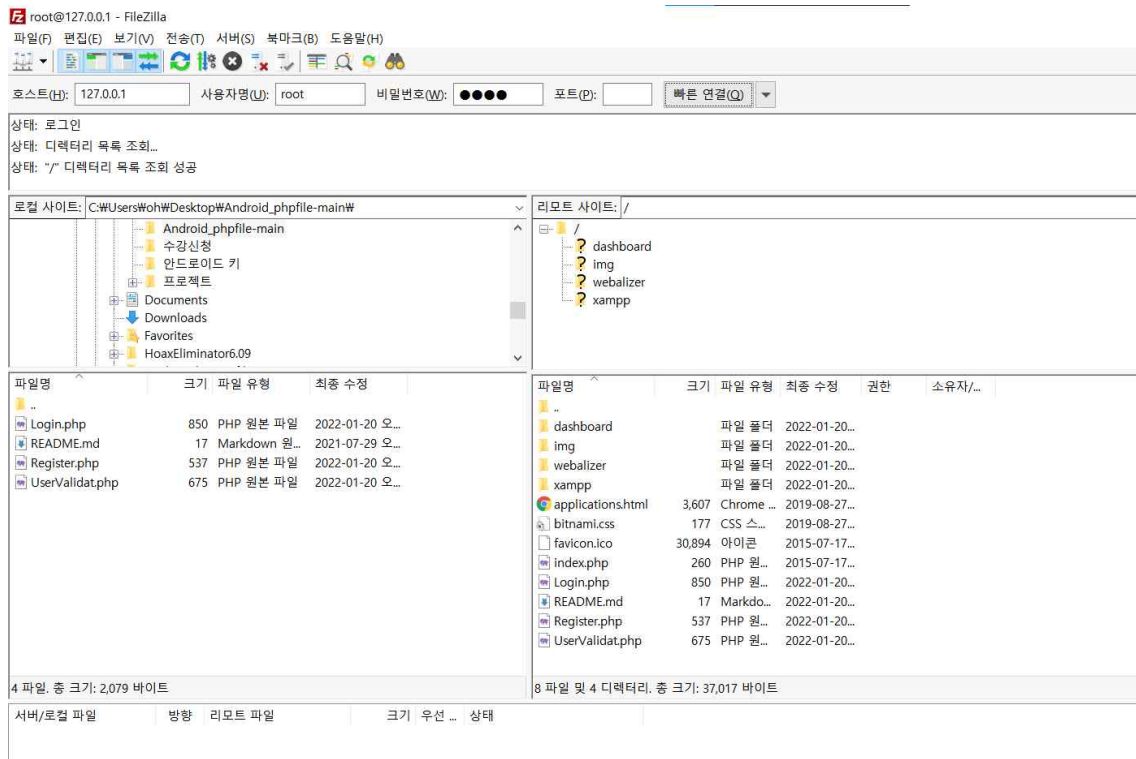 root@127.0.0.1 - FileZilla
파일(F) 편집(E) 보기(V) 전송(T) 서버(S) 북마크(B) 도움말(H)
호스트(H): 127.0.0.1 사용자명(U): root 비밀번호(W): ●●●● 포트(P): 빠른 연결(Q)
상태: 로그인
상태: 디렉터리 목록 조회...
상태: "/" 디렉터리 목록 조회 성공
로컬 사이트: C:₩Users₩oh₩Desktop₩Android_phpfile-main₩
Android_phpfile-main
수강신청
안드로이드 키
프로젝트
Documents
Downloads
Favorites
HoaxEliminator6.09
리모트 사이트: /
/
dashboard
img
webalizer
xampp
파일명 크기 파일 유형 최종 수정
..
Login.php 850 PHP 원본 파일 2022-01-20 오...
README.md 17 Markdown 원... 2021-07-29 오...
Register.php 537 PHP 원본 파일 2022-01-20 오...
UserValidat.php 675 PHP 원본 파일 2022-01-20 오...
4 파일. 총 크기: 2,079 바이트
파일명 크기 파일 유형 최종 수정 권한 소유자/...
..
dashboard 파일 폴더 2022-01-20...
img 파일 폴더 2022-01-20...
webalizer 파일 폴더 2022-01-20...
xampp 파일 폴더 2022-01-20...
applications.html 3,607 Chrome ... 2019-08-27...
bitnami.css 177 CSS 스... 2019-08-27...
favicon.ico 30,894 아이콘 2015-07-17...
index.php 260 PHP 원... 2015-07-17...
Login.php 850 PHP 원... 2022-01-20...
README.md 17 Markdo... 2022-01-20...
Register.php 537 PHP 원... 2022-01-20...
UserValidat.php 675 PHP 원... 2022-01-20...
8 파일 및 4 디렉터리. 총 크기: 37,017 바이트
서버/로컬 파일 방향 리모트 파일 크기 우선 ... 상태